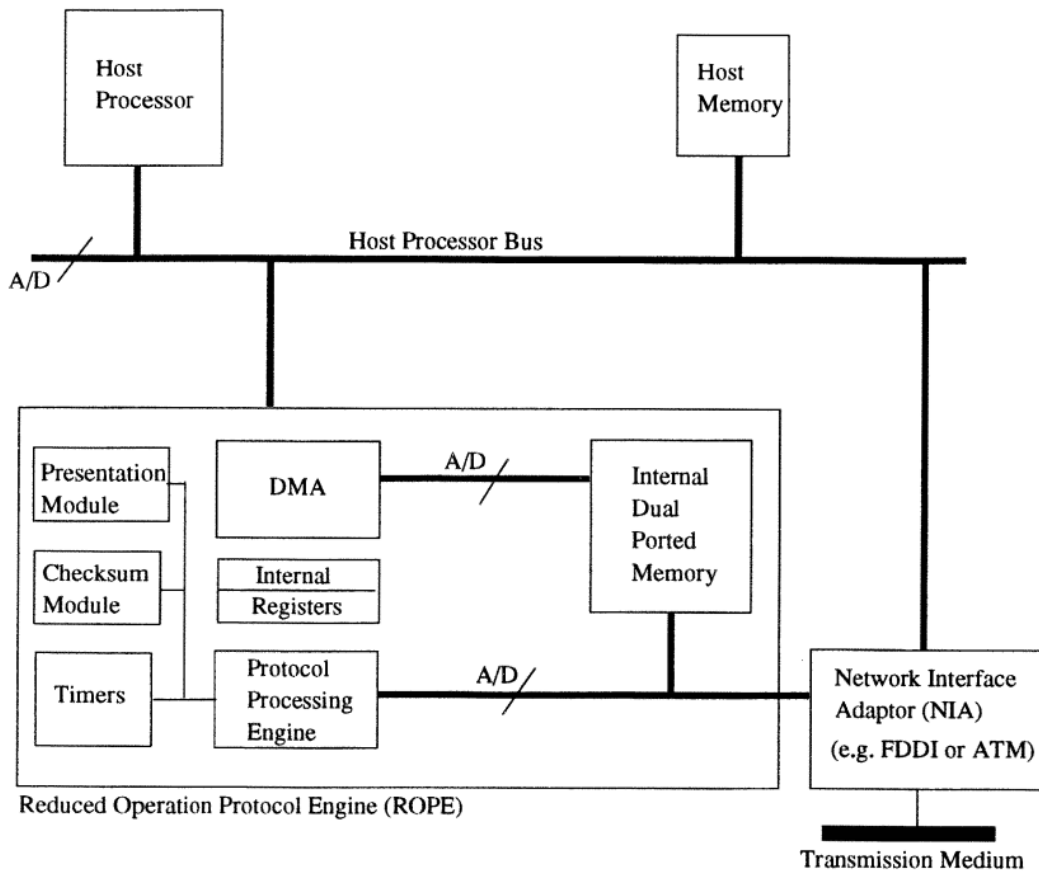 Host
Processor
Host
Memory
Host Processor Bus
A/D
Presentation
Module
DMA
A/D
Internal
Dual
Ported
Memory
Checksum
Module
Internal
Registers
Timers
Protocol
Processing
Engine
A/D
Network Interface
Adaptor (NIA)
(e.g. FDDI or ATM)
Reduced Operation Protocol Engine (ROPE)
Transmission Medium